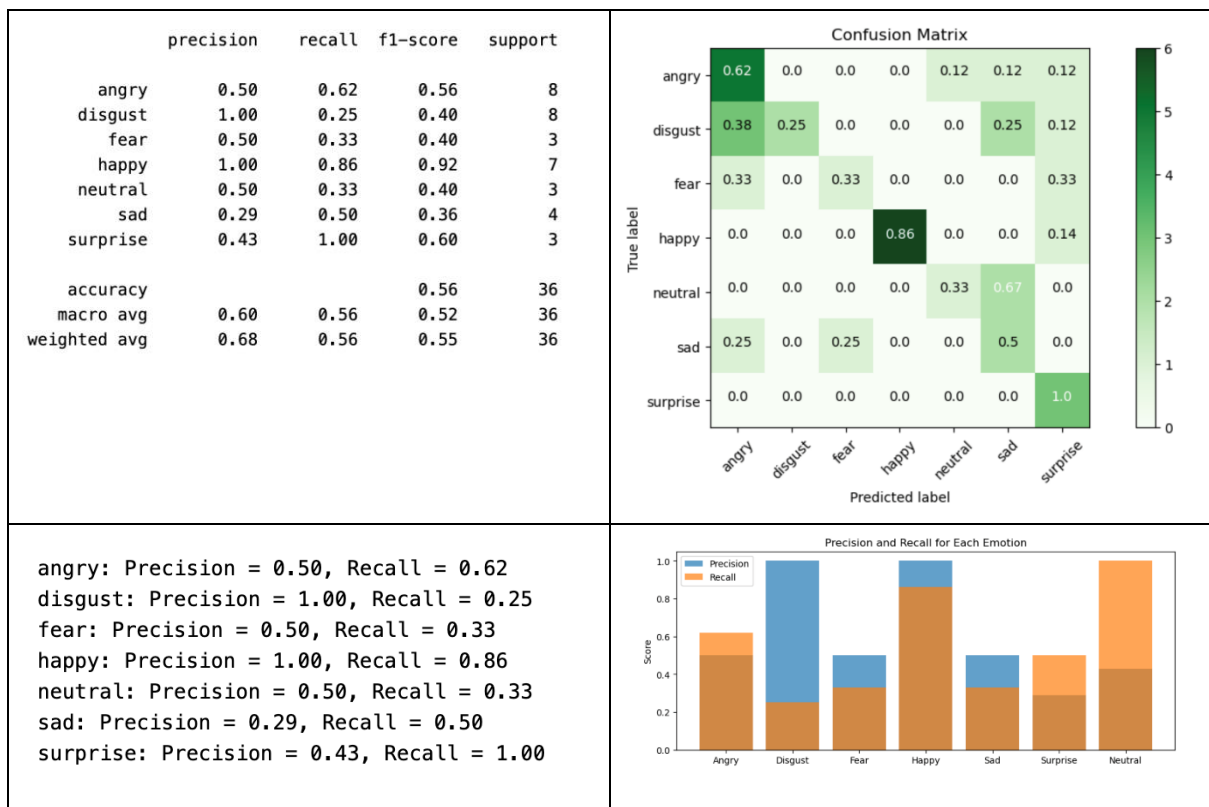 precision recall f1-score support
angry 0.50 0.62 0.56 8
disgust 1.00 0.25 0.40 8
fear 0.50 0.33 0.40 3
happy 1.00 0.86 0.92 7
neutral 0.50 0.33 0.40 3
sad 0.29 0.50 0.36 4
surprise 0.43 1.00 0.60 3
accuracy 0.56 36
macro avg 0.60 0.56 0.52 36
weighted avg 0.68 0.56 0.55 36
Confusion Matrix
True label
angry 0.62 0.0 0.0 0.0 0.12 0.12 0.12
disgust 0.38 0.25 0.0 0.0 0.0 0.25 0.12
fear 0.33 0.0 0.33 0.0 0.0 0.0 0.33
happy 0.0 0.0 0.0 0.86 0.0 0.0 0.14
neutral 0.0 0.0 0.0 0.0 0.33 0.67 0.0
sad 0.25 0.0 0.25 0.0 0.0 0.5 0.0
surprise 0.0 0.0 0.0 0.0 0.0 0.0 1.0
angry disgust fear happy neutral sad surprise
Predicted label
6
5
4
3
2
1
0
angry: Precision = 0.50, Recall = 0.62
disgust: Precision = 1.00, Recall = 0.25
fear: Precision = 0.50, Recall = 0.33
happy: Precision = 1.00, Recall = 0.86
neutral: Precision = 0.50, Recall = 0.33
sad: Precision = 0.29, Recall = 0.50
surprise: Precision = 0.43, Recall = 1.00
Precision and Recall for Each Emotion
Precision
Recall
Score
1.0
0.8
0.6
0.4
0.2
0.0
Angry Disgust Fear Happy Sad Surprise Neutral